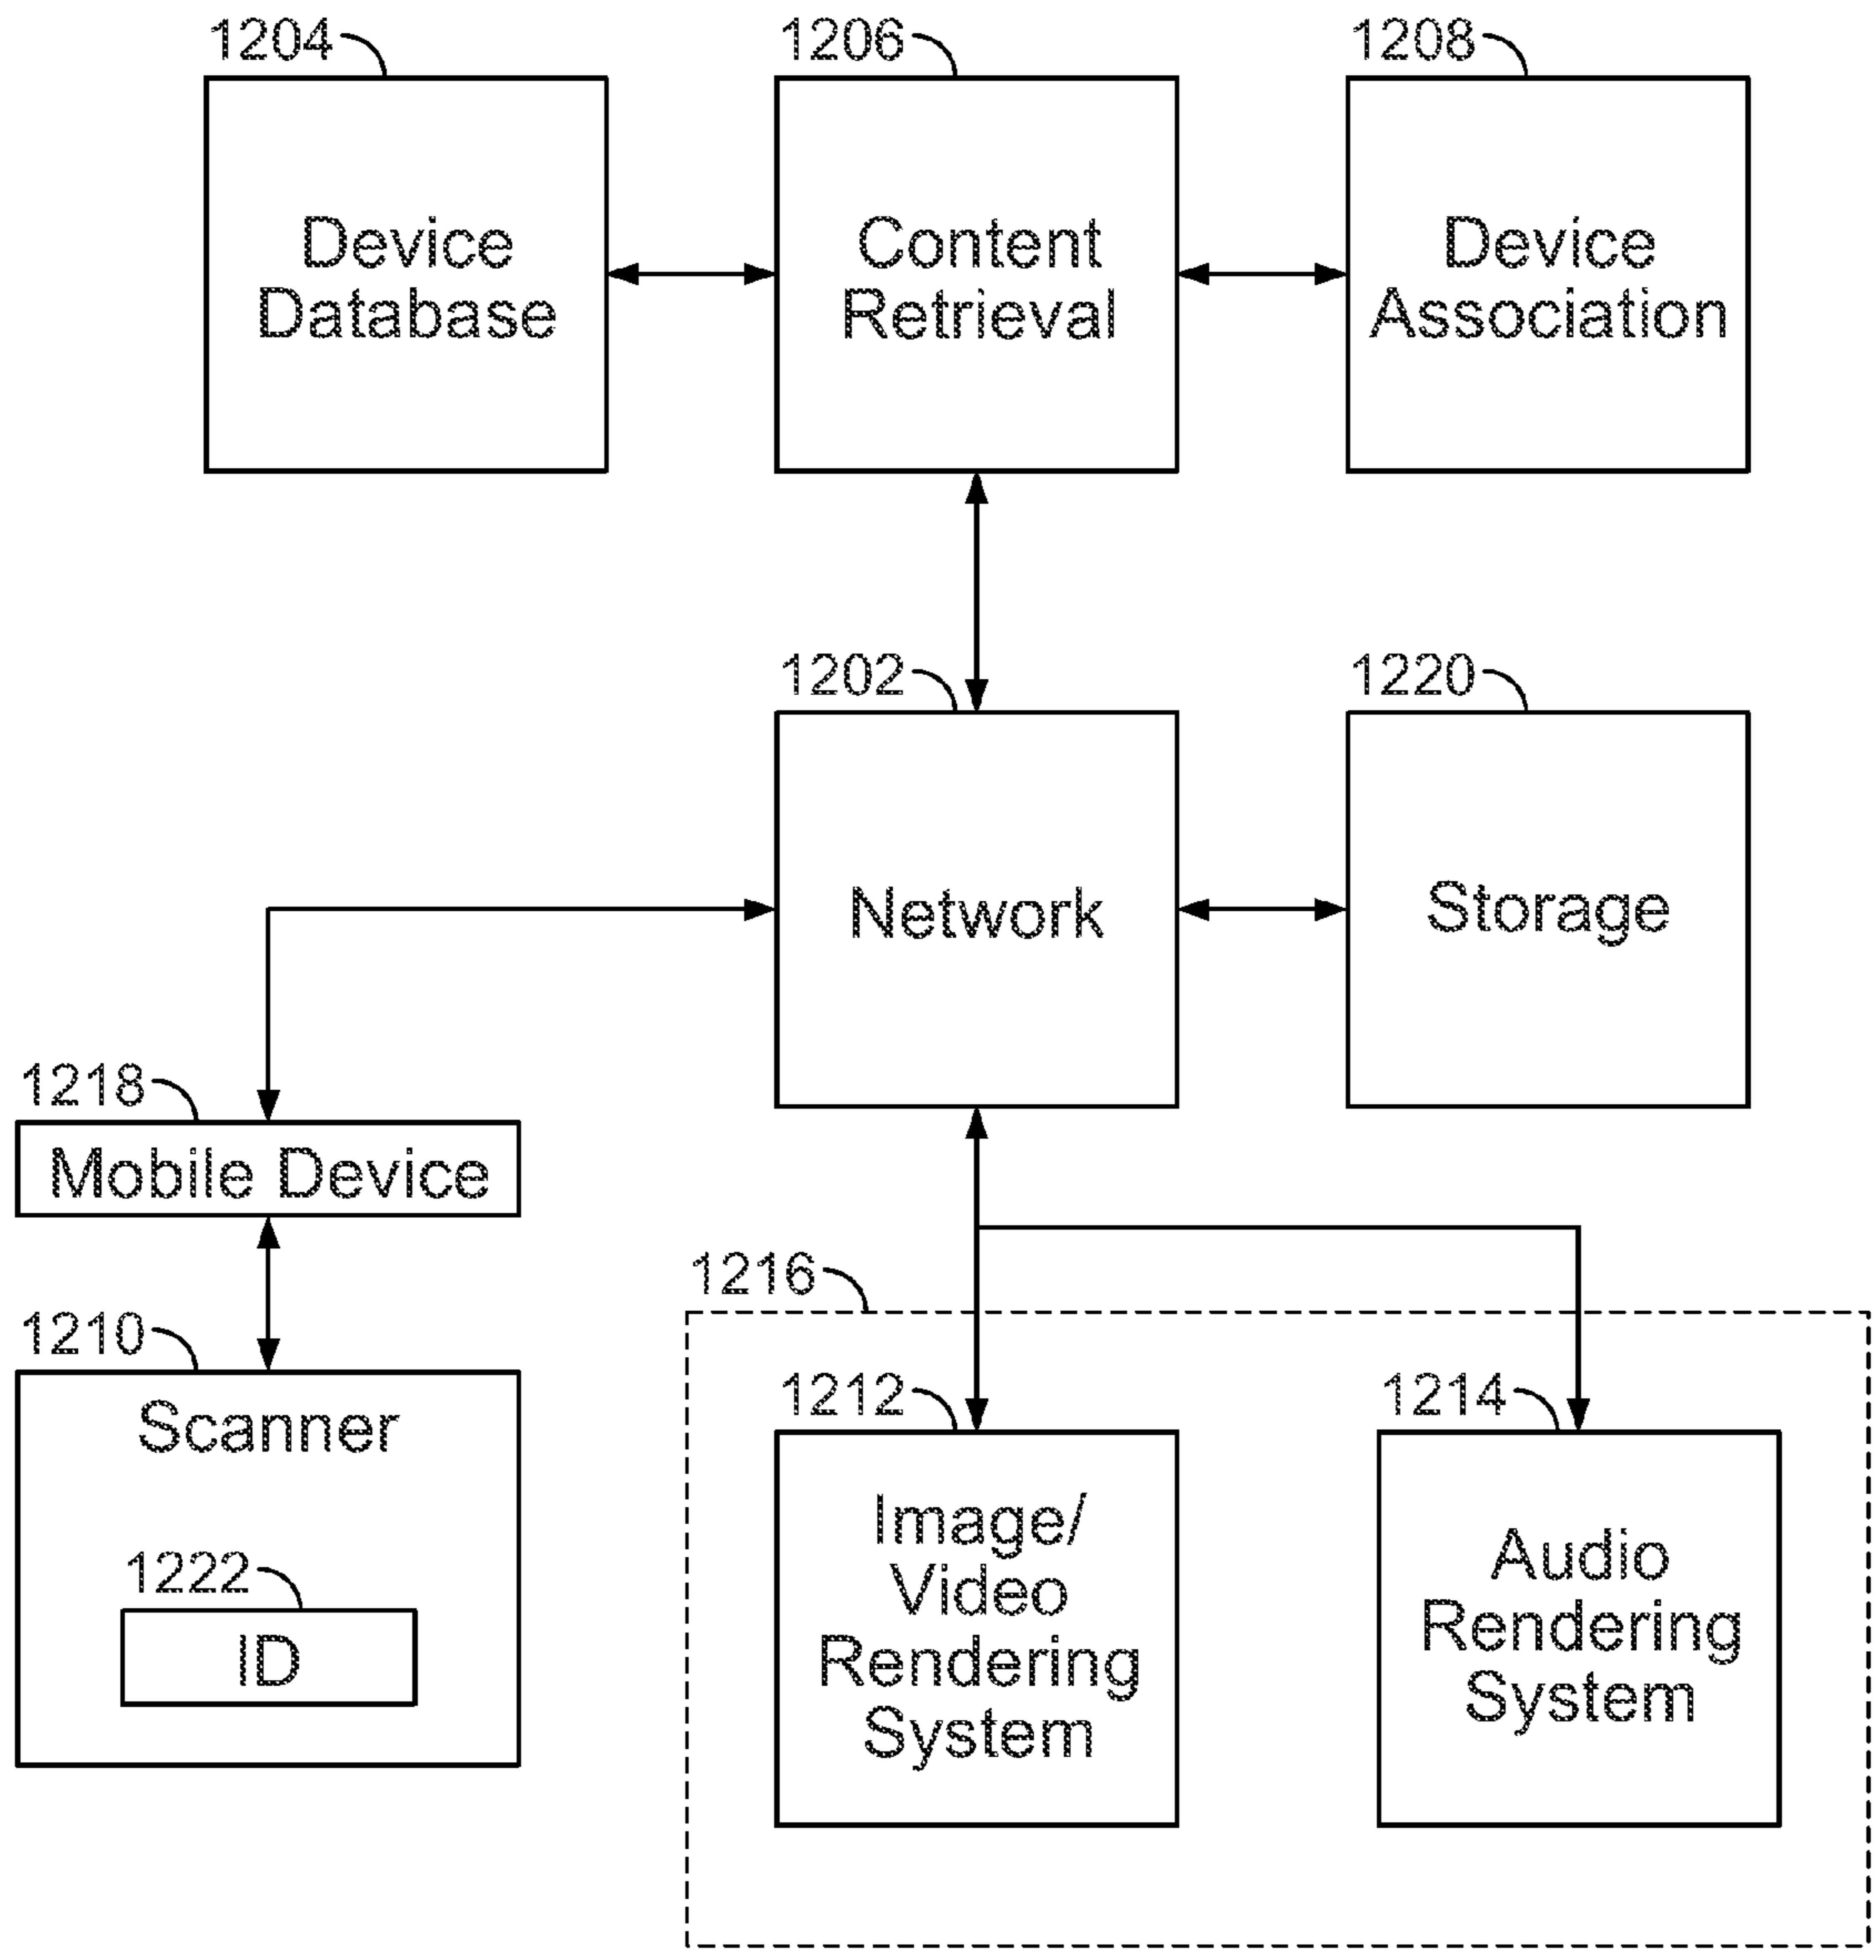 1204
1206
1208
Device
Database
Content
Retrieval
Device
Association
1202
1220
Network
Storage
1218
Mobile Device
1210
Scanner
1222
ID
1216
1212
1214
Image/
Video
Rendering
System
Audio
Rendering
System